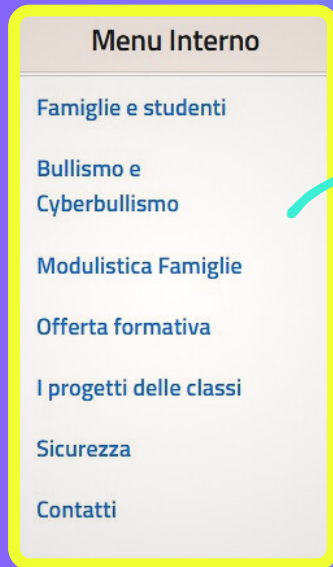 Menu Interno
Famiglie e studenti
Bullismo e
Cyberbullismo
Modulistica Famiglie
Offerta formativa
I progetti delle classi
Sicurezza
Contatti